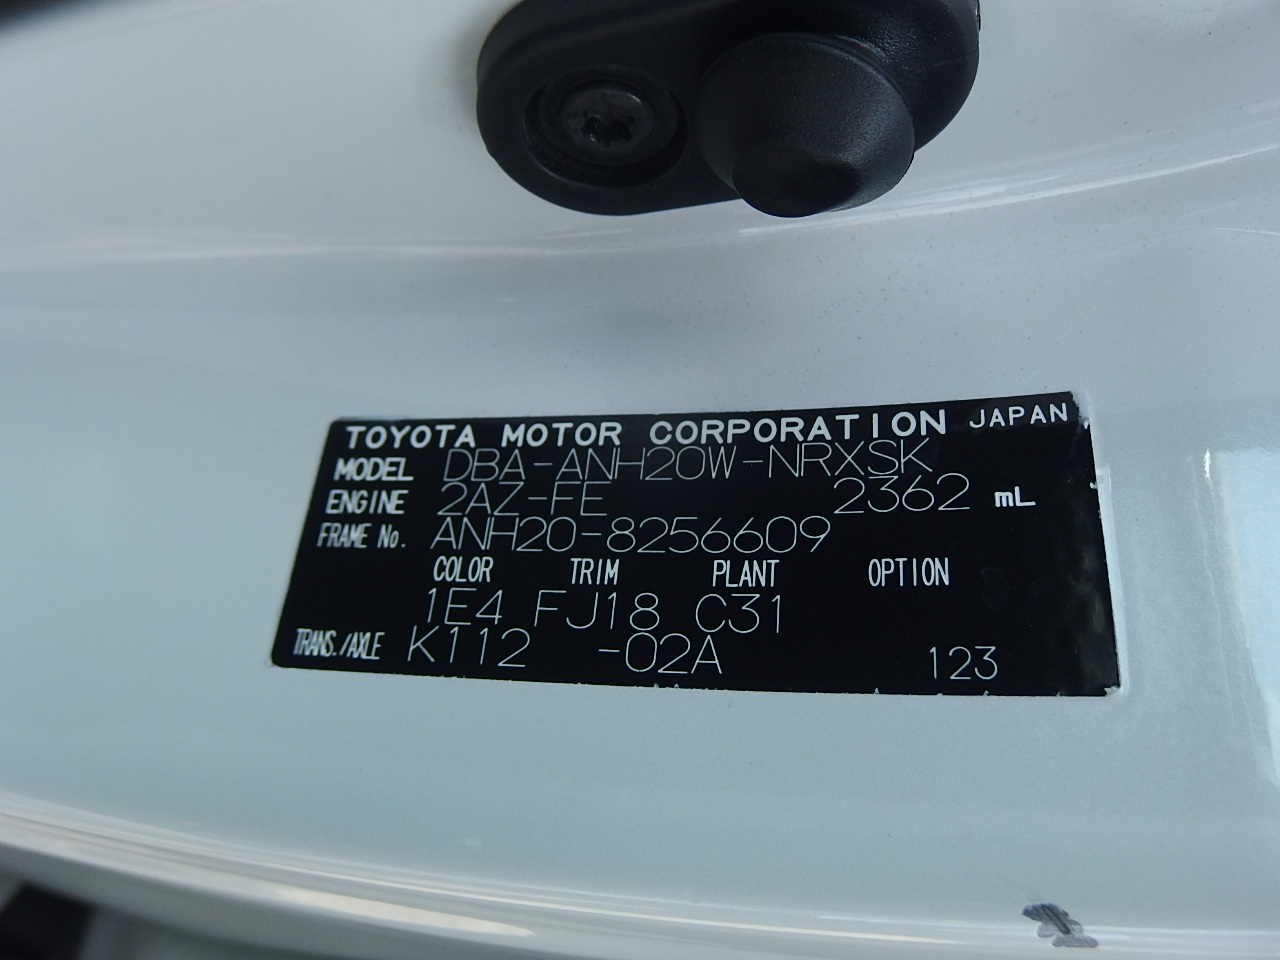 TOYOTA MOTOR CORPORATION JAPAN
MODEL DBA-ANH20W-NRXSK
ENGINE 2AZ-FE 2362 mL
FRAME No. ANH20-8256609
COLOR TRIM PLANT OPTION
1E4 FJ18 C31
TRANS./AXLE K112 -02A 123